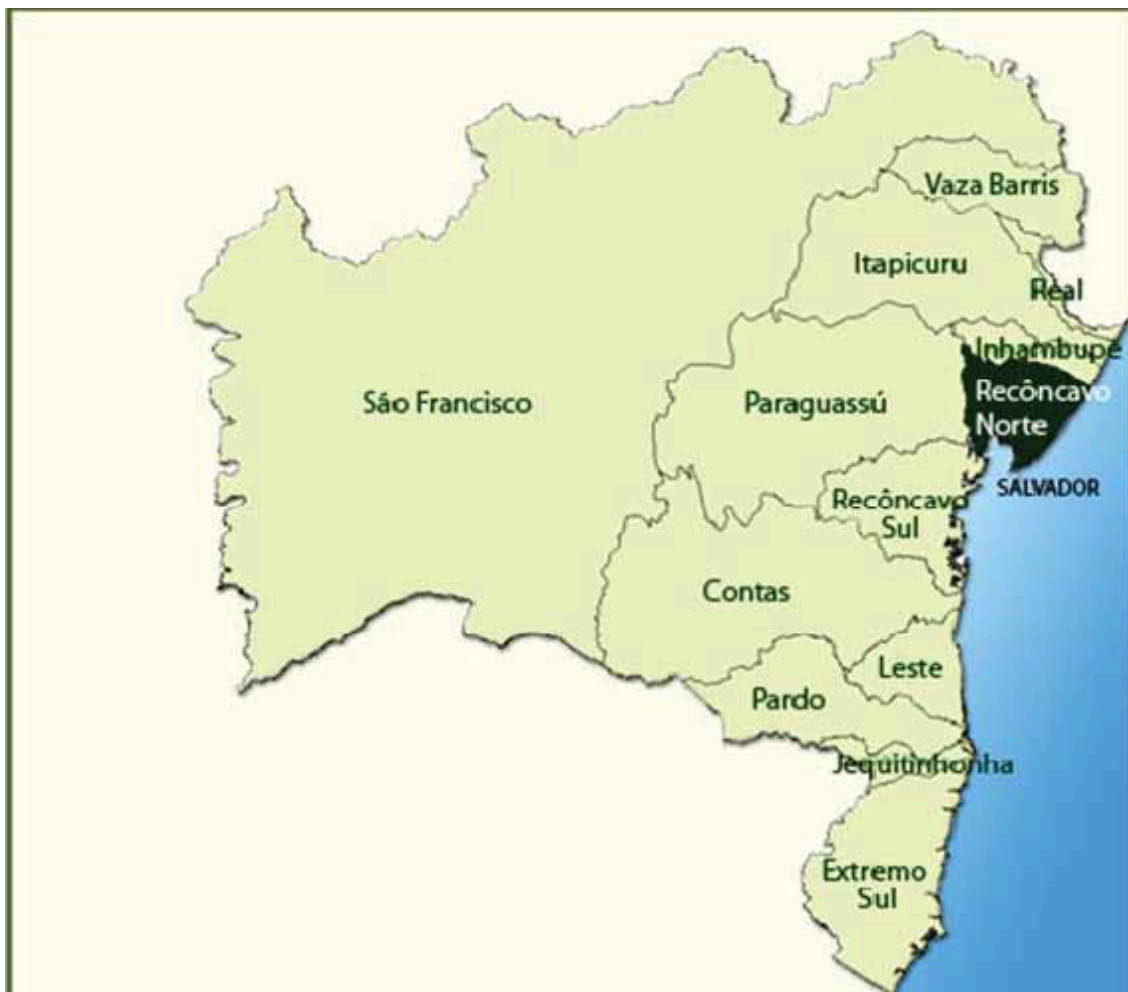 Vaza Barris
Itapicuru
Real
Inhambupe
São Francisco
Paraguassú
Recôncavo
Norte
SALVADOR
Recôncavo
Sul
Contas
Leste
Pardo
Jequitinhonha
Extremo
Sul